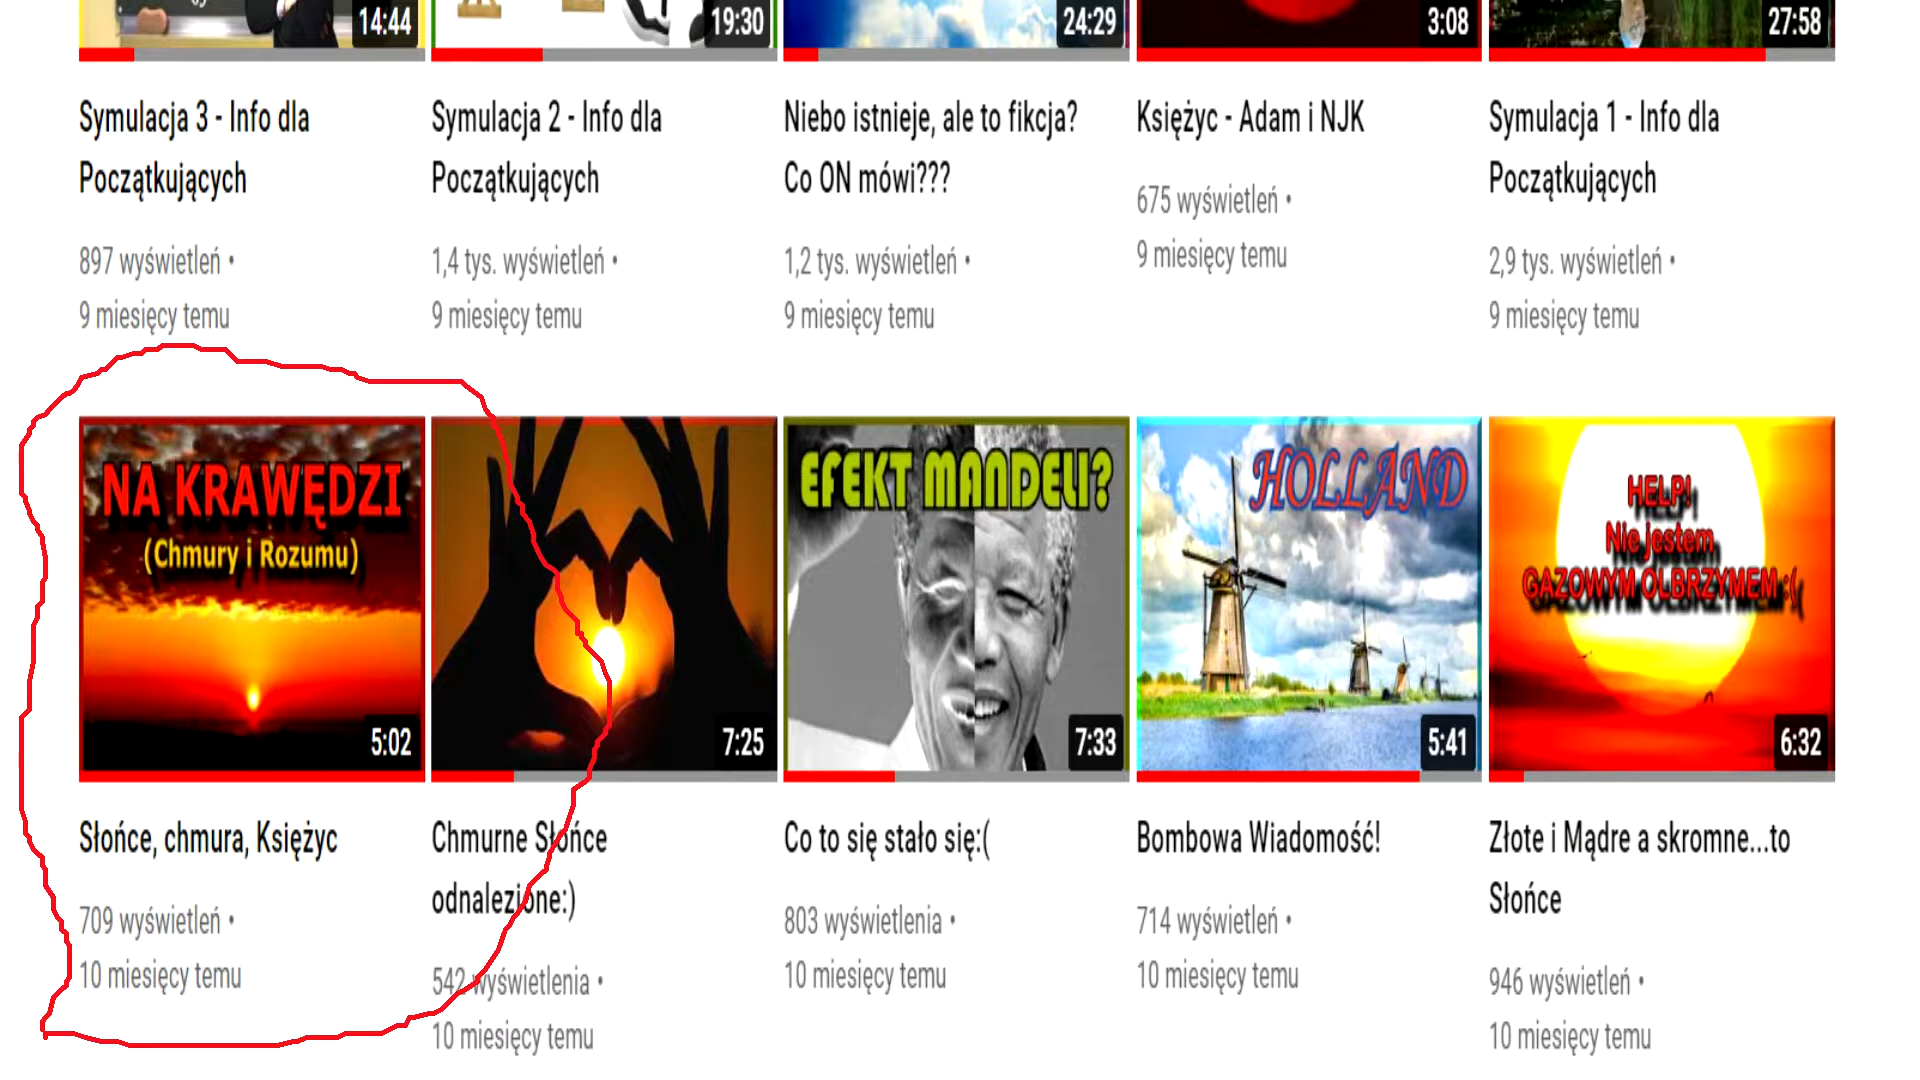 14:44
19:30
24:29
3:08
27:58
Symulacja 3 - Info dla
Początkujących
897 wyświetleń •
9 miesięcy temu
Symulacja 2 - Info dla
Początkujących
1,4 tys. wyświetleń •
9 miesięcy temu
Niebo istnieje, ale to fikcja?
Co ON mówi???
1,2 tys. wyświetleń •
9 miesięcy temu
Księżyc - Adam i NJK
675 wyświetleń •
9 miesięcy temu
Symulacja 1 - Info dla
Początkujących
2,9 tys. wyświetleń •
9 miesięcy temu
NA KRAWĘDZI
(Chmury i Rozumu)
5:02
Słońce, chmura, Księżyc
709 wyświetleń •
10 miesięcy temu
7:25
Chmurne Słońce
odnalezione:)
542 wyświetlenia •
10 miesięcy temu
EFEKT MANDELI?
7:33
Co to się stało się:(
803 wyświetlenia •
10 miesięcy temu
HOLLAND
5:41
Bombowa Wiadomość!
714 wyświetleń •
10 miesięcy temu
HELP!
Nie jestem
GAZOWYM OLBRZYMEM :(
6:32
Złote i Mądre a skromne...to
Słońce
946 wyświetleń •
10 miesięcy temu